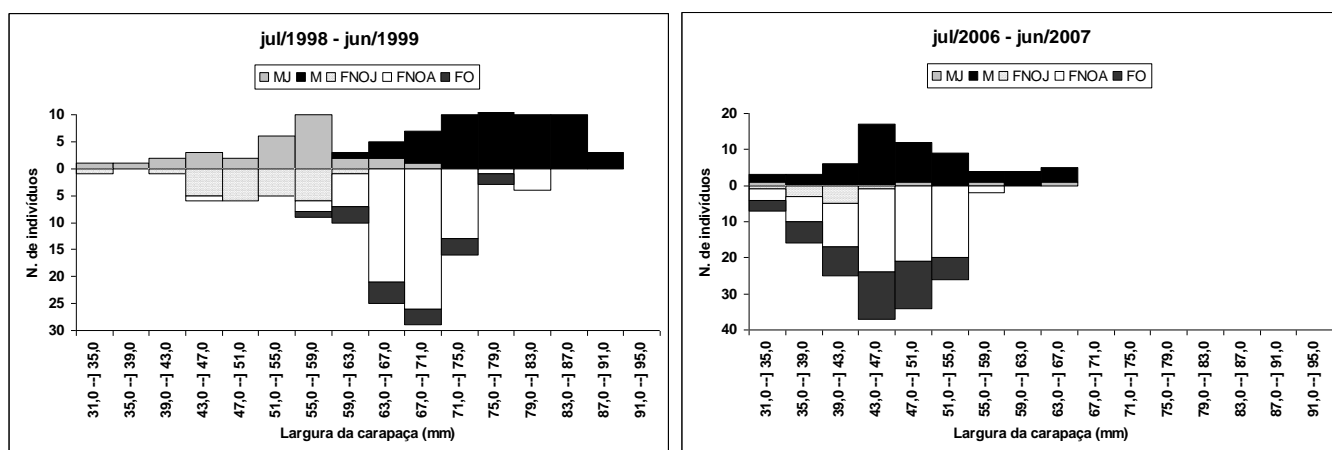 jul/1998 - jun/1999
MJ M FNOJ FNOA FO
N. de indivíduos
10
5
0
5
10
15
20
25
30
31,0 --] 35,0
35,0 --] 39,0
39,0 --] 43,0
43,0 --] 47,0
47,0 --] 51,0
51,0 --] 55,0
55,0 --] 59,0
59,0 --] 63,0
63,0 --] 67,0
67,0 --] 71,0
71,0 --] 75,0
75,0 --] 79,0
79,0 --] 83,0
83,0 --] 87,0
87,0 --] 91,0
91,0 --] 95,0
Largura da carapaça (mm)
jul/2006 - jun/2007
MJ M FNOJ FNOA FO
N. de indivíduos
20
10
0
10
20
30
40
31,0 --] 35,0
35,0 --] 39,0
39,0 --] 43,0
43,0 --] 47,0
47,0 --] 51,0
51,0 --] 55,0
55,0 --] 59,0
59,0 --] 63,0
63,0 --] 67,0
67,0 --] 71,0
71,0 --] 75,0
75,0 --] 79,0
79,0 --] 83,0
83,0 --] 87,0
87,0 --] 91,0
91,0 --] 95,0
Largura da carapaça (mm)